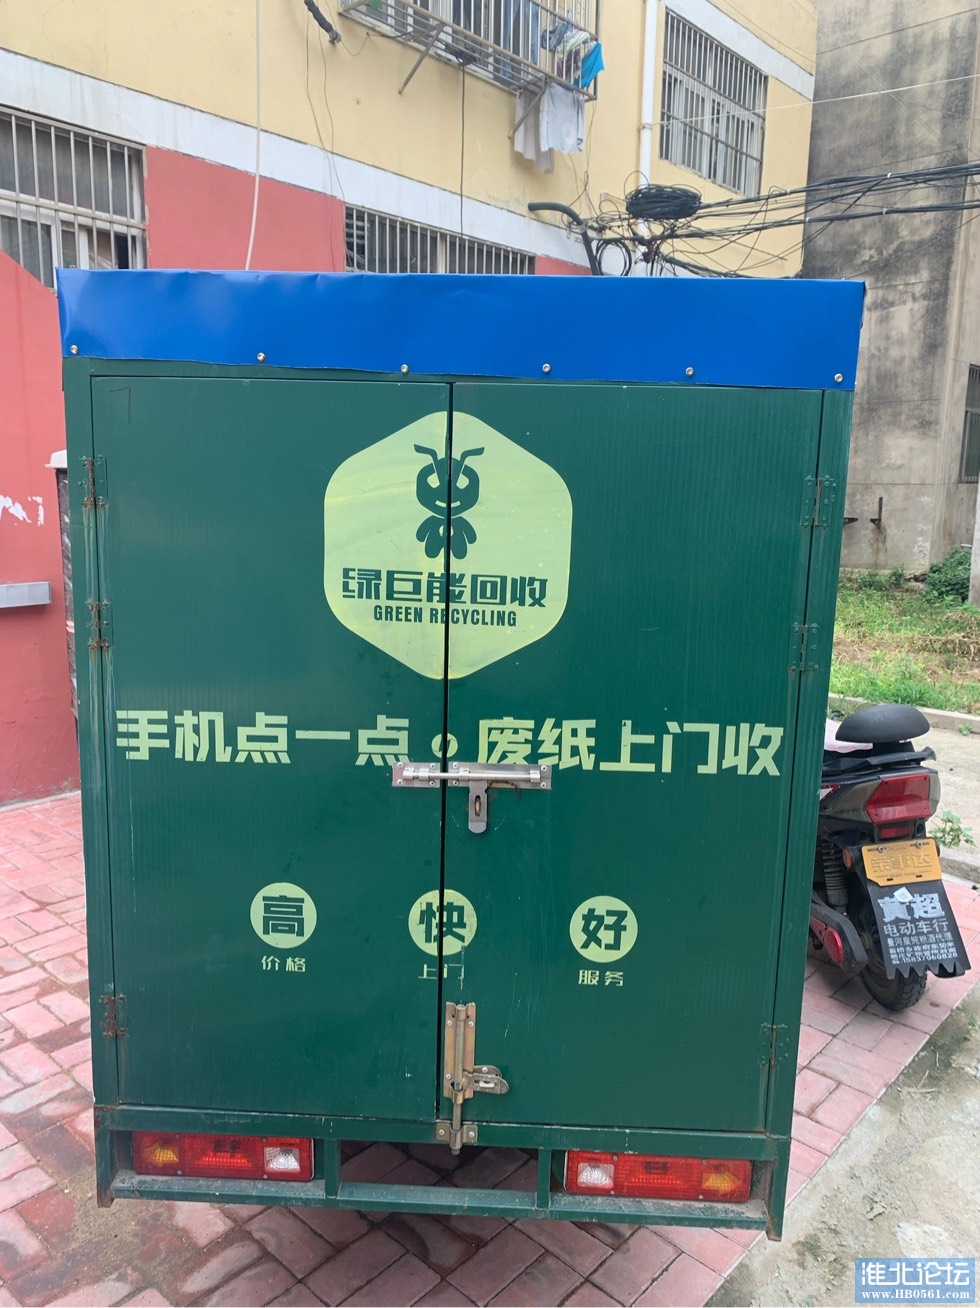 绿巨能回收
GREEN RECYCLING
手机点一点。废纸上门收
高 快 好
价格 上门 服务
黄超
电动车行
15837060828
淮北论坛
www.HB0561.com